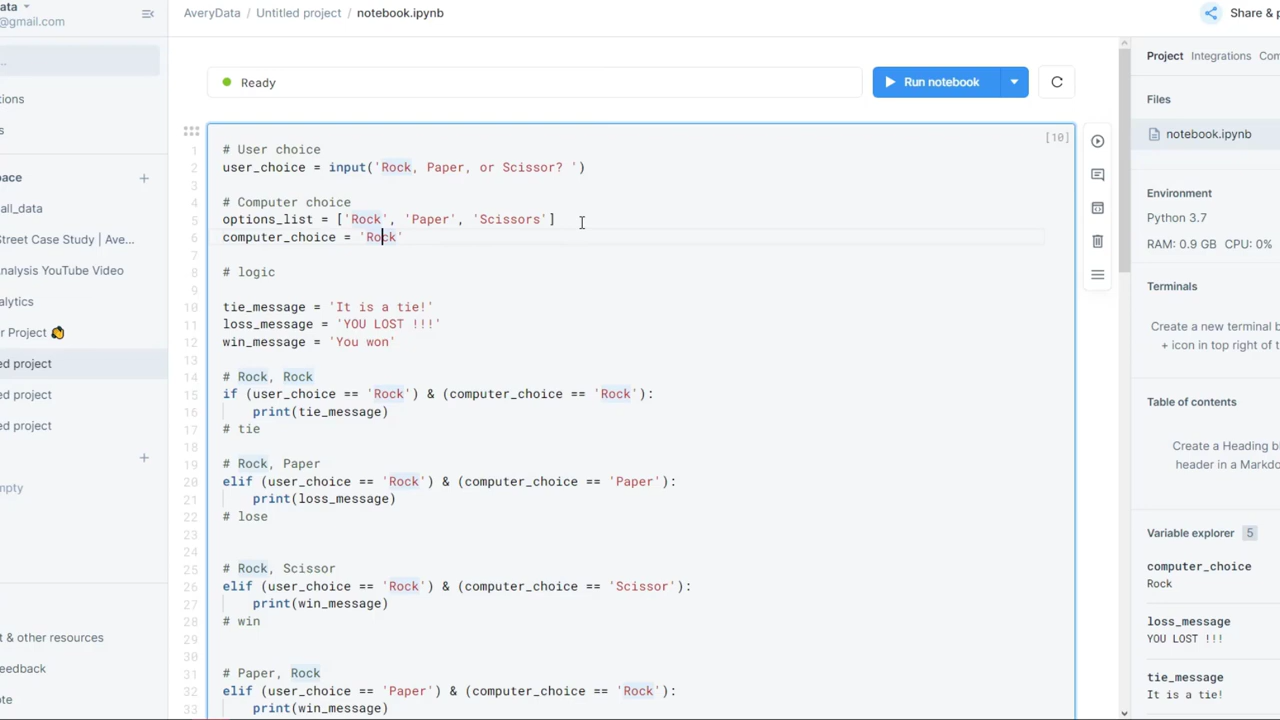 ata
AveryData / Untitled project / notebook.ipynb
Share & p
@gmail.com
...
tions
s
pace
all_data
Street Case Study | Ave...
Analysis YouTube Video
alytics
r Project 👏
ed project
ed project
ed project
empty
t & other resources
eedback
ote
Ready
Run notebook
[10]
1 # User choice
2 user_choice = input('Rock, Paper, or Scissor? ')
3
4 # Computer choice
5 options_list = ['Rock', 'Paper', 'Scissors']
6 computer_choice = 'Rock'
7
8 # logic
9
10 tie_message = 'It is a tie!'
11 loss_message = 'YOU LOST !!!'
12 win_message = 'You won'
13
14 # Rock, Rock
15 if (user_choice == 'Rock') & (computer_choice == 'Rock'):
16 print(tie_message)
17 # tie
18
19 # Rock, Paper
20 elif (user_choice == 'Rock') & (computer_choice == 'Paper'):
21 print(loss_message)
22 # lose
23
24
25 # Rock, Scissor
26 elif (user_choice == 'Rock') & (computer_choice == 'Scissor'):
27 print(win_message)
28 # win
29
30
31 # Paper, Rock
32 elif (user_choice == 'Paper') & (computer_choice == 'Rock'):
33 print(win_message)
Project Integrations Com
Files
notebook.ipynb
Environment
Python 3.7
RAM: 0.9 GB CPU: 0%
Terminals
Create a new terminal b
+ icon in top right of t
Table of contents
Create a Heading b
header in a Markdo
Variable explorer 5
computer_choice
Rock
loss_message
YOU LOST !!!
tie_message
It is a tie!